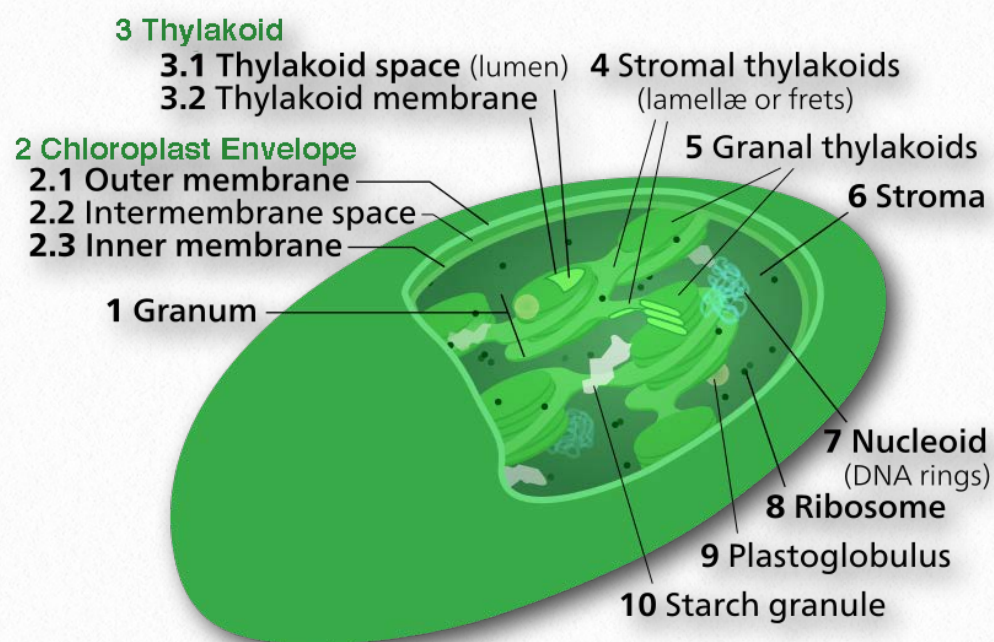 3 Thylakoid
3.1 Thylakoid space (lumen)
3.2 Thylakoid membrane
4 Stromal thylakoids
(lamellæ or frets)
2 Chloroplast Envelope
2.1 Outer membrane
2.2 Intermembrane space
2.3 Inner membrane
5 Granal thylakoids
6 Stroma
1 Granum
7 Nucleoid
(DNA rings)
8 Ribosome
9 Plastoglobulus
10 Starch granule